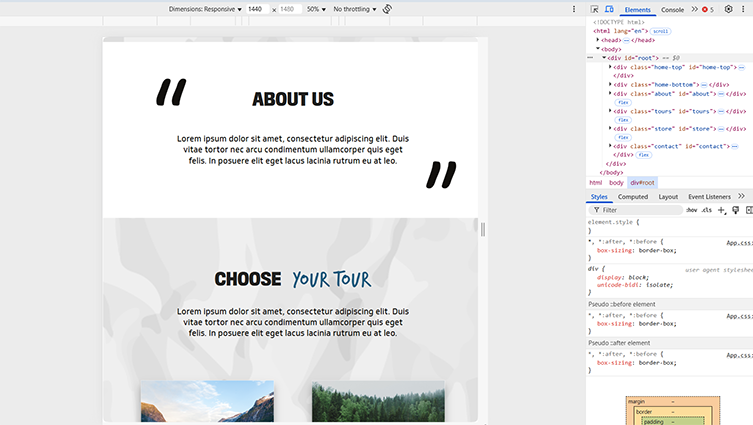 Dimensions: Responsive ▼ 1440 × 1480 50% ▼ No throttling ▼
Elements Console » 5
<!DOCTYPE html>
<html lang="en"> scroll
<head> ⋯ </head>
<body>
⋯ <div id="root"> == $0
<div class="home-top" id="home-top"> ⋯
</div>
<div class="home-bottom"> ⋯ </div>
<div class="about" id="about"> ⋯ </div>
flex
<div class="tours" id="tours"> ⋯ </div>
flex
<div class="store" id="store"> ⋯ </div>
flex
<div class="contact" id="contact"> ⋯
</div> flex
</div>
</body>
html body div#root
Styles Computed Layout Event Listeners »
Filter :hov .cls +
element.style {
}
*, *:after, *:before { App.css:
box-sizing: border-box;
}
div { user agent styleshe
display: block;
unicode-bidi: isolate;
}
Pseudo ::before element
*, *:after, *:before { App.css:
box-sizing: border-box;
}
Pseudo ::after element
*, *:after, *:before { App.css:
box-sizing: border-box;
}
margin –
border –
padding –
“
ABOUT US
Lorem ipsum dolor sit amet, consectetur adipiscing elit. Duis
vitae tortor nec arcu condimentum ullamcorper quis eget
felis. In posuere elit eget lacus lacinia rutrum eu at leo.
”
CHOOSE YOUR TOUR
Lorem ipsum dolor sit amet, consectetur adipiscing elit. Duis
vitae tortor nec arcu condimentum ullamcorper quis eget
felis. In posuere elit eget lacus lacinia rutrum eu at leo.